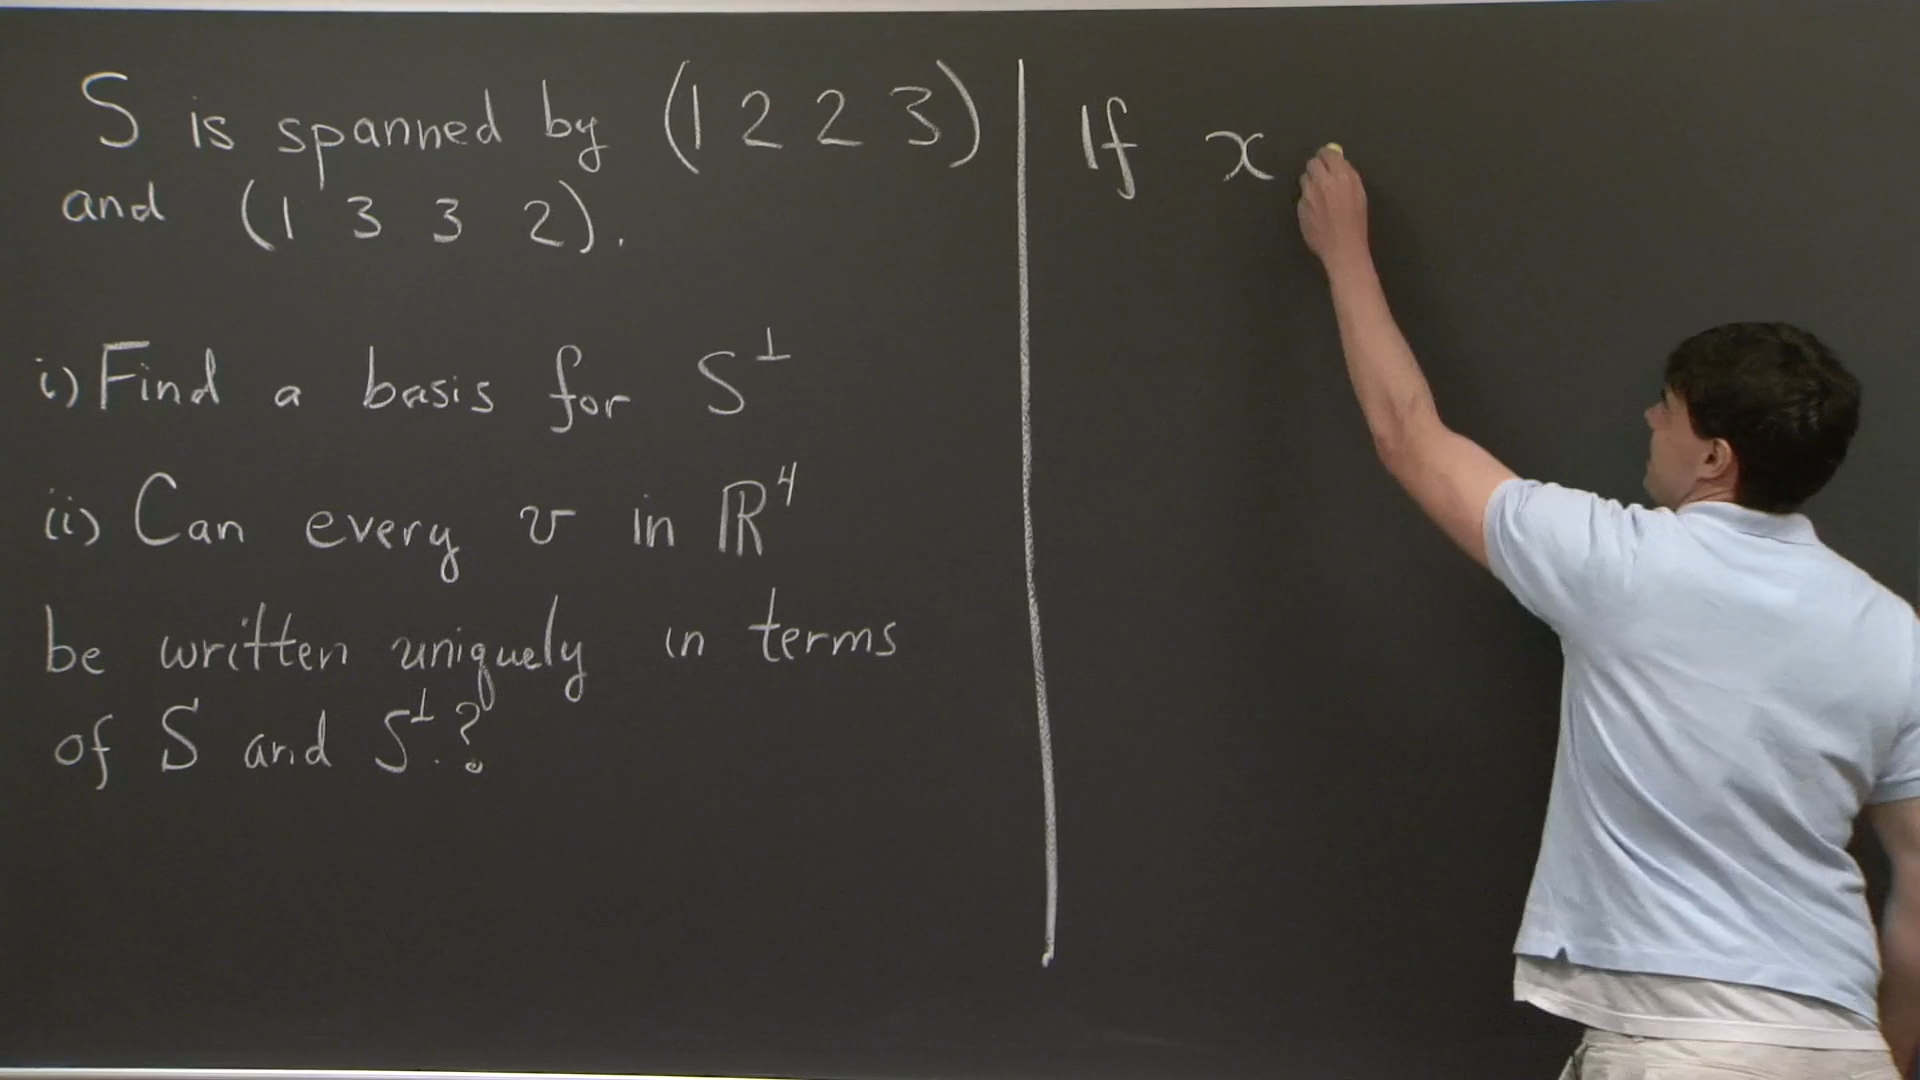 S is spanned by (1 2 2 3)
and (1 3 3 2).
i) Find a basis for S^⊥
ii) Can every v in ℝ^4
be written uniquely in terms
of S and S^⊥.?
If x